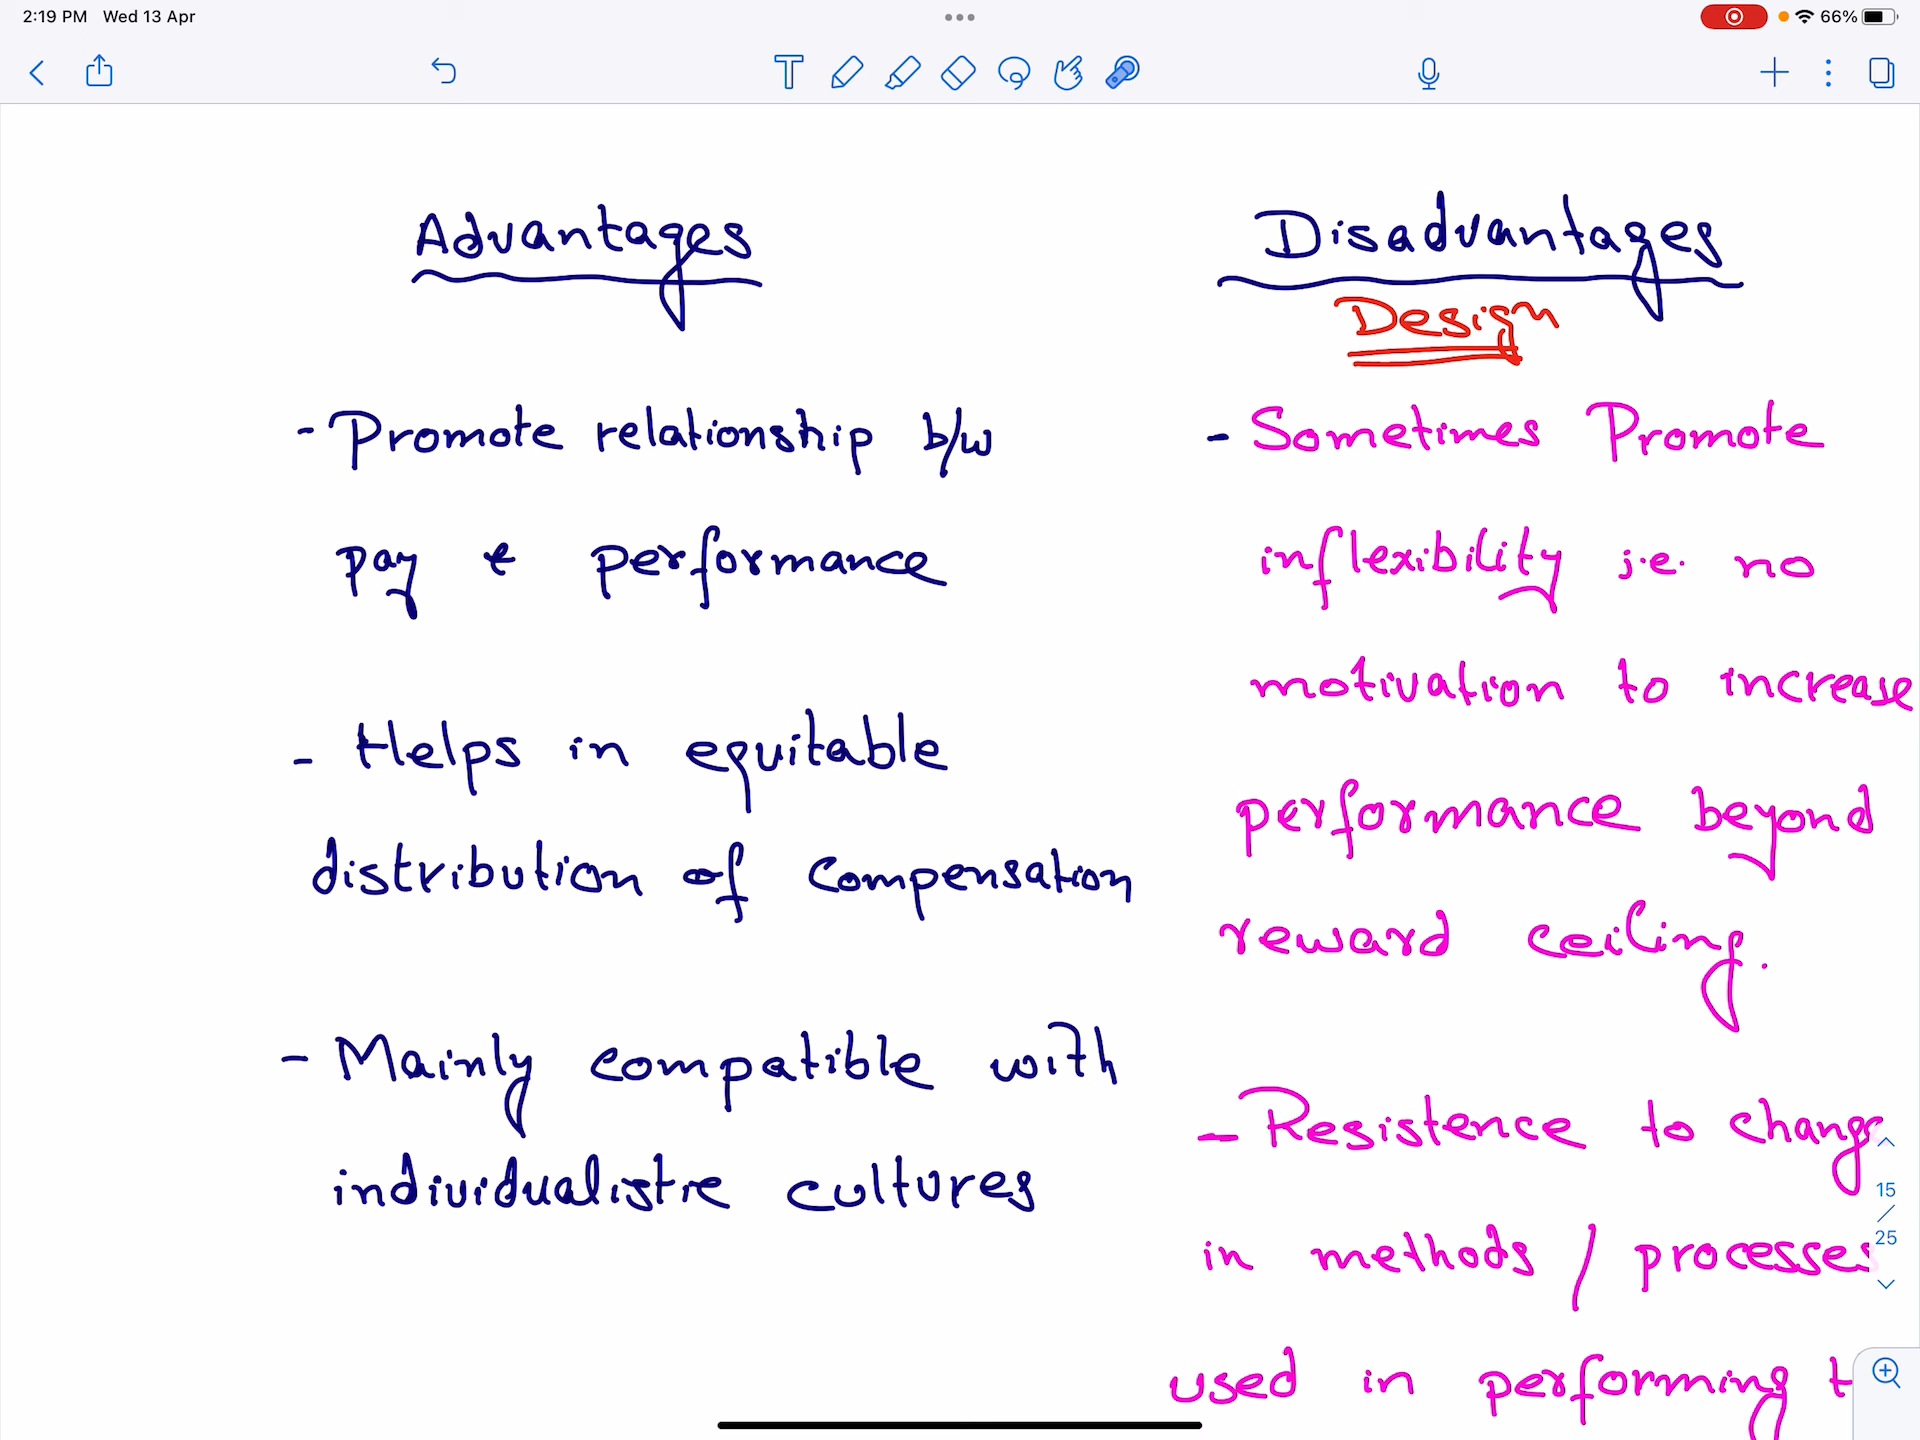 2:19 PM Wed 13 Apr
66%
Advantages
- Promote relationship b/w
pay & performance
- Helps in equitable
distribution of compensation
- Mainly compatible with
individualistic cultures
Disadvantages
Design
- Sometimes Promote
inflexibility i.e. no
motivation to increase
performance beyond
reward ceiling.
- Resistence to change
in methods / processes
used in performing t
15
/
25